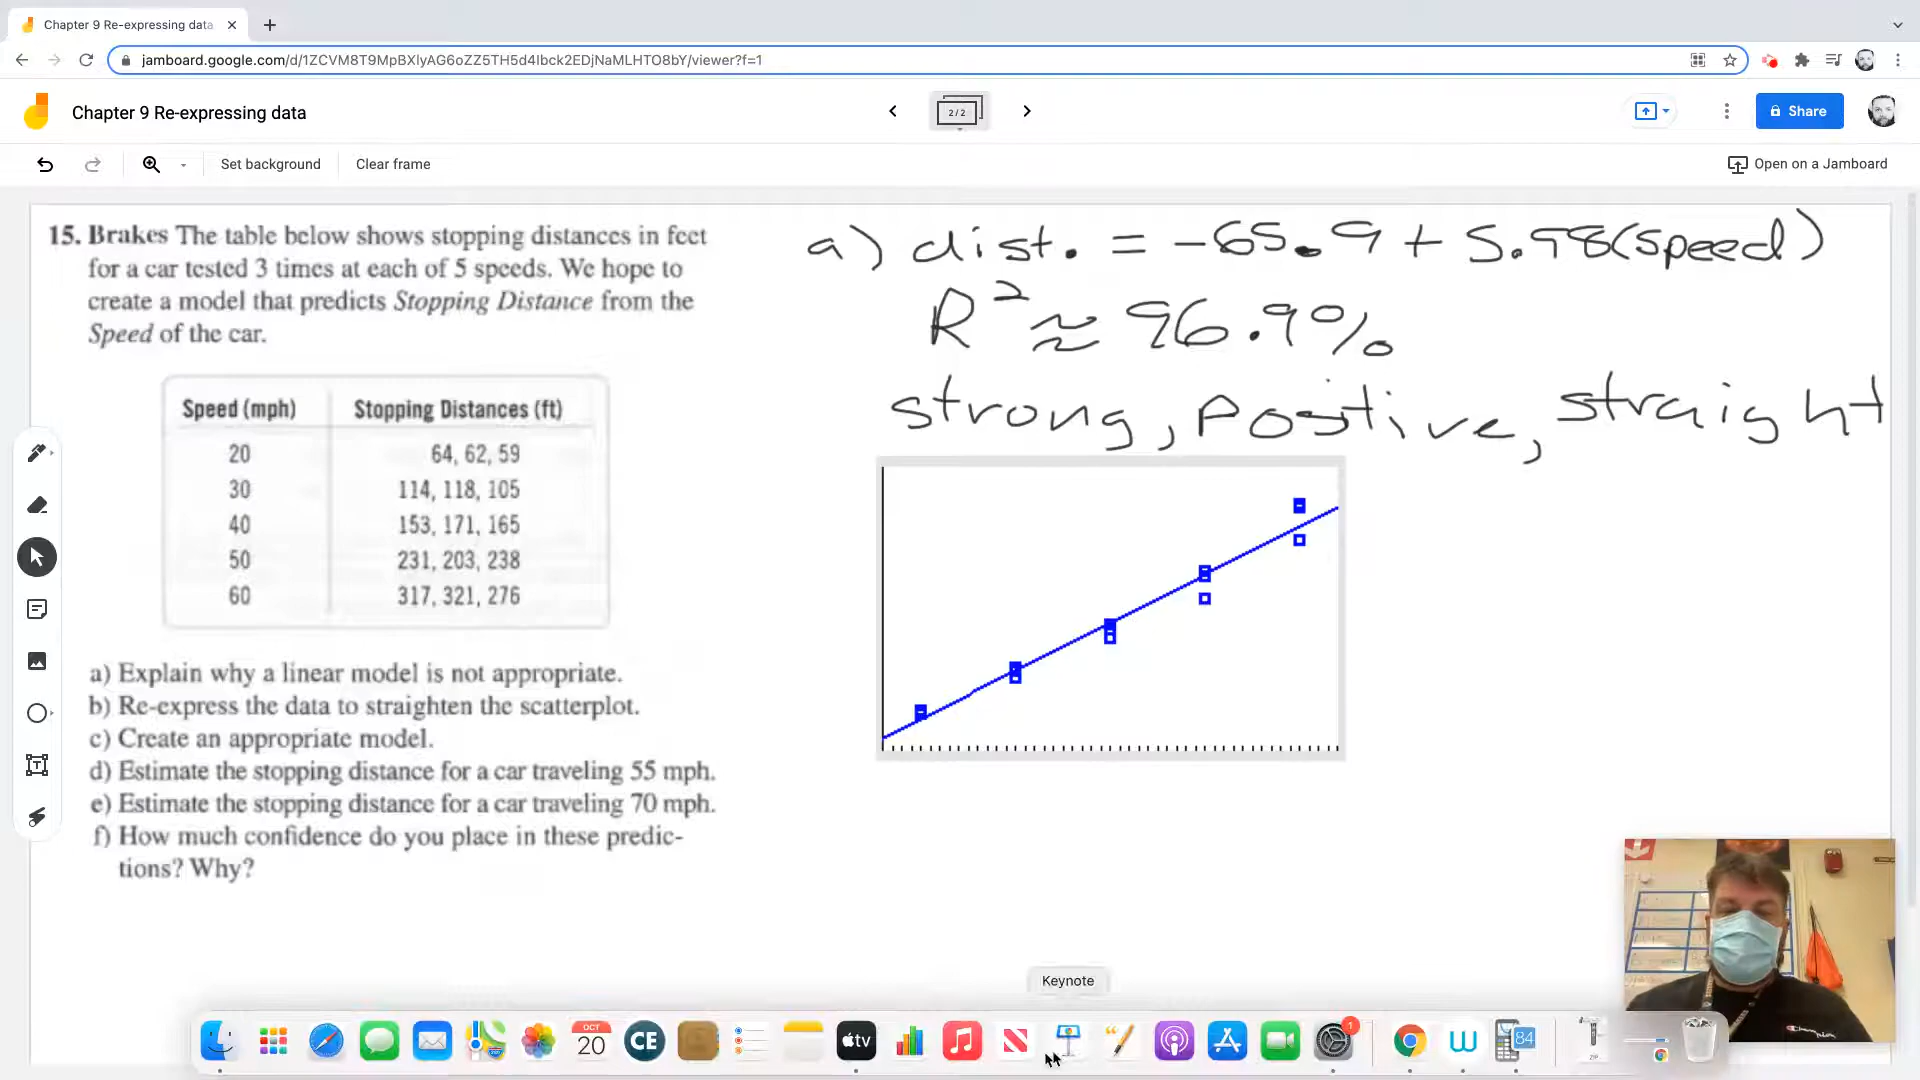 Chapter 9 Re-expressing data
jamboard.google.com/d/1ZCVM8T9MpBXlyAG6oZZ5TH5d4lbck2EDjNaMLHTO8bY/viewer?f=1
Chapter 9 Re-expressing data
2 / 2
Share
Set background
Clear frame
Open on a Jamboard
15. Brakes The table below shows stopping distances in feet
for a car tested 3 times at each of 5 speeds. We hope to
create a model that predicts Stopping Distance from the
Speed of the car.
Speed (mph) Stopping Distances (ft)
20 64, 62, 59
30 114, 118, 105
40 153, 171, 165
50 231, 203, 238
60 317, 321, 276
a) Explain why a linear model is not appropriate.
b) Re-express the data to straighten the scatterplot.
c) Create an appropriate model.
d) Estimate the stopping distance for a car traveling 55 mph.
e) Estimate the stopping distance for a car traveling 70 mph.
f) How much confidence do you place in these predic-
tions? Why?
a) dist. = -65.9 + 5.98(speed)
R² ≈ 96.9%
strong, positive, straight
Keynote
OCT
20
CE
tv
1
84
ZIP
Champion